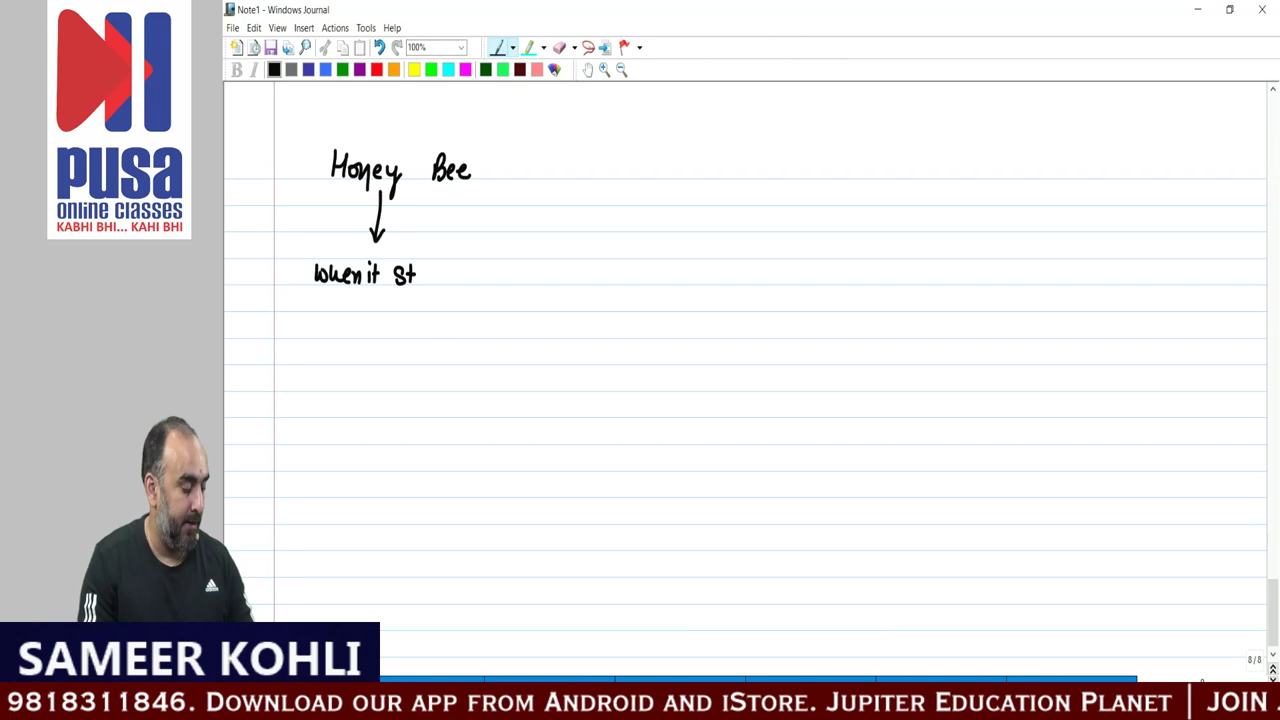 Note1 - Windows Journal
File Edit View Insert Actions Tools Help
100%
B I
PUSA
ONLINE CLASSES
KABHI BHI... KAHI BHI
Honey Bee
When it st
8/8
SAMEER KOHLI
9818311846. Download our app from Android and iStore. Jupiter Education Planet | JOIN